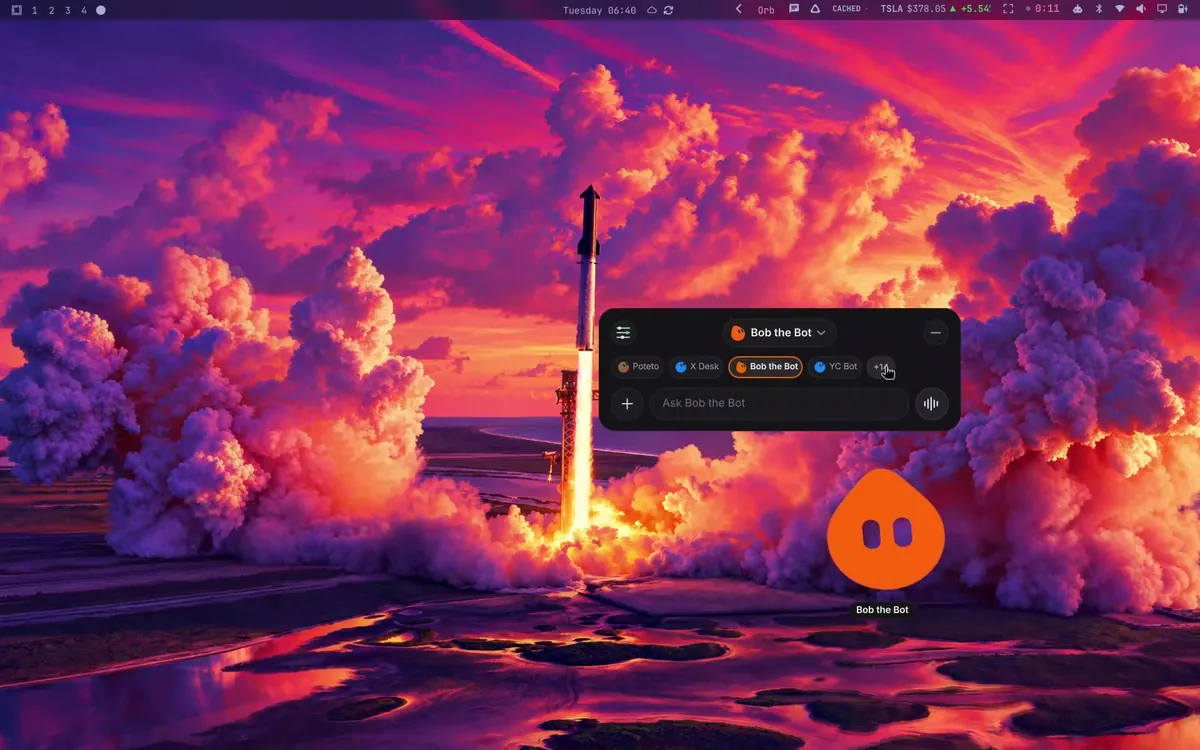 1 2 3 4
Tuesday 06:40
Orb
CACHED
TSLA $378.05 ▲ +5.54
0:11
Bob the Bot
Poteto
X Desk
Bob the Bot
YC Bot
Ask Bob the Bot
Bob the Bot